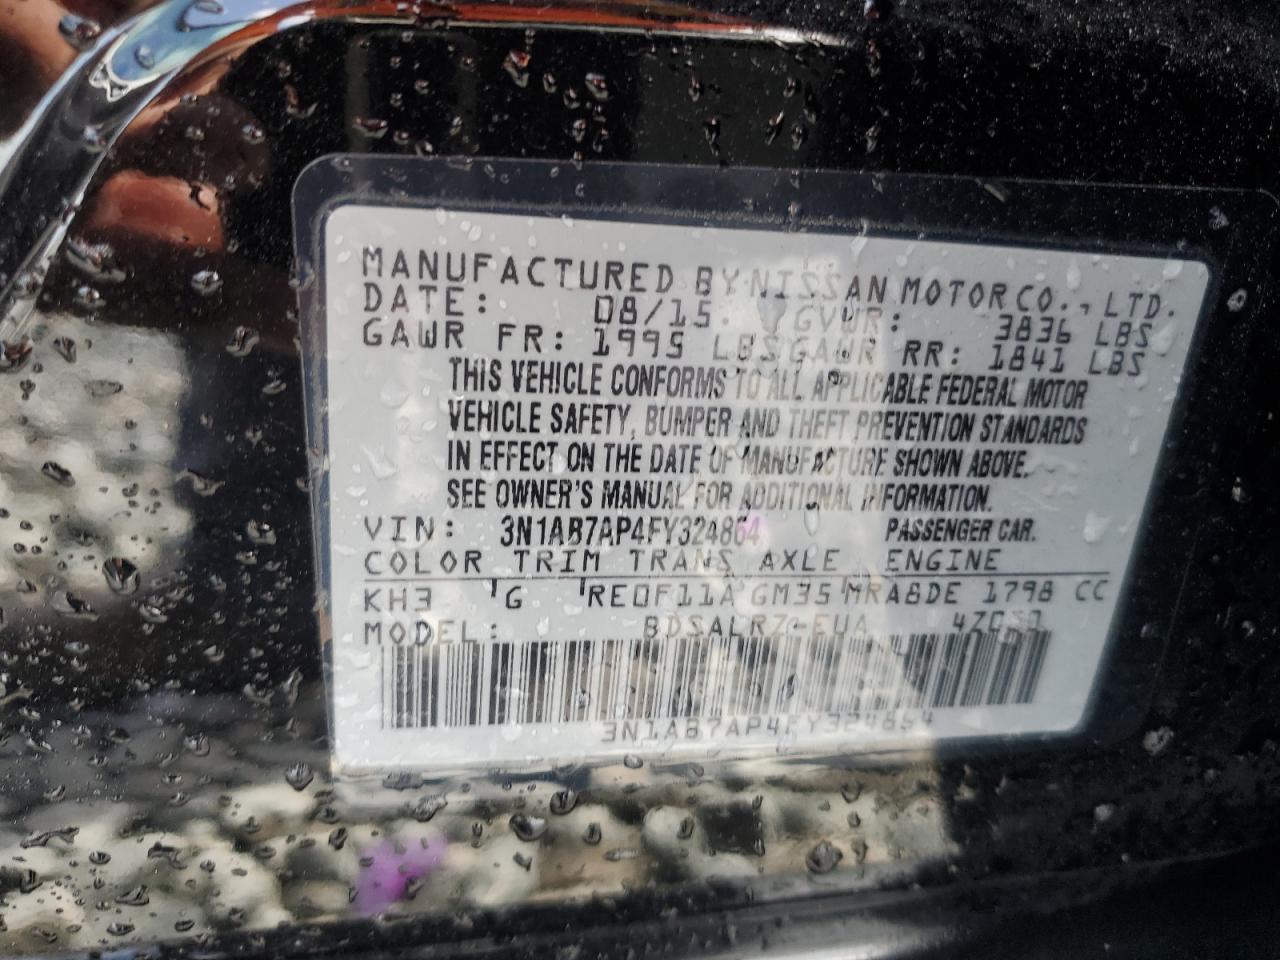 MANUFACTURED BY NISSAN MOTOR CO., LTD.
DATE: 08/15. GVWR: 3836 LBS
GAWR FR: 1995 LBS GAWR RR: 1841 LBS
THIS VEHICLE CONFORMS TO ALL APPLICABLE FEDERAL MOTOR
VEHICLE SAFETY, BUMPER AND THEFT PREVENTION STANDARDS
IN EFFECT ON THE DATE OF MANUFACTURE SHOWN ABOVE.
SEE OWNER'S MANUAL FOR ADDITIONAL INFORMATION.
VIN: 3N1AB7AP4FY324864 PASSENGER CAR.
COLOR TRIM TRANS AXLE ENGINE
KH3 G RE0F11A GM35 MRA8DE 1798 CC
MODEL: BDSALRZ-EUA
3N1AB7AP4FY324864